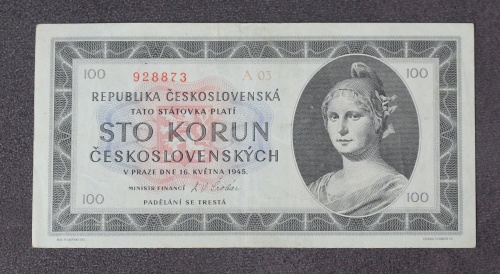 100 928873 A 03 100
REPUBLIKA ČESKOSLOVENSKÁ
TATO STÁTOVKA PLATÍ
STO KORUN
ČESKOSLOVENSKÝCH
V PRAZE DNE 16. KVĚTNA 1945.
MINISTR FINANCÍ
100 PADĚLÁNÍ SE TRESTÁ 100